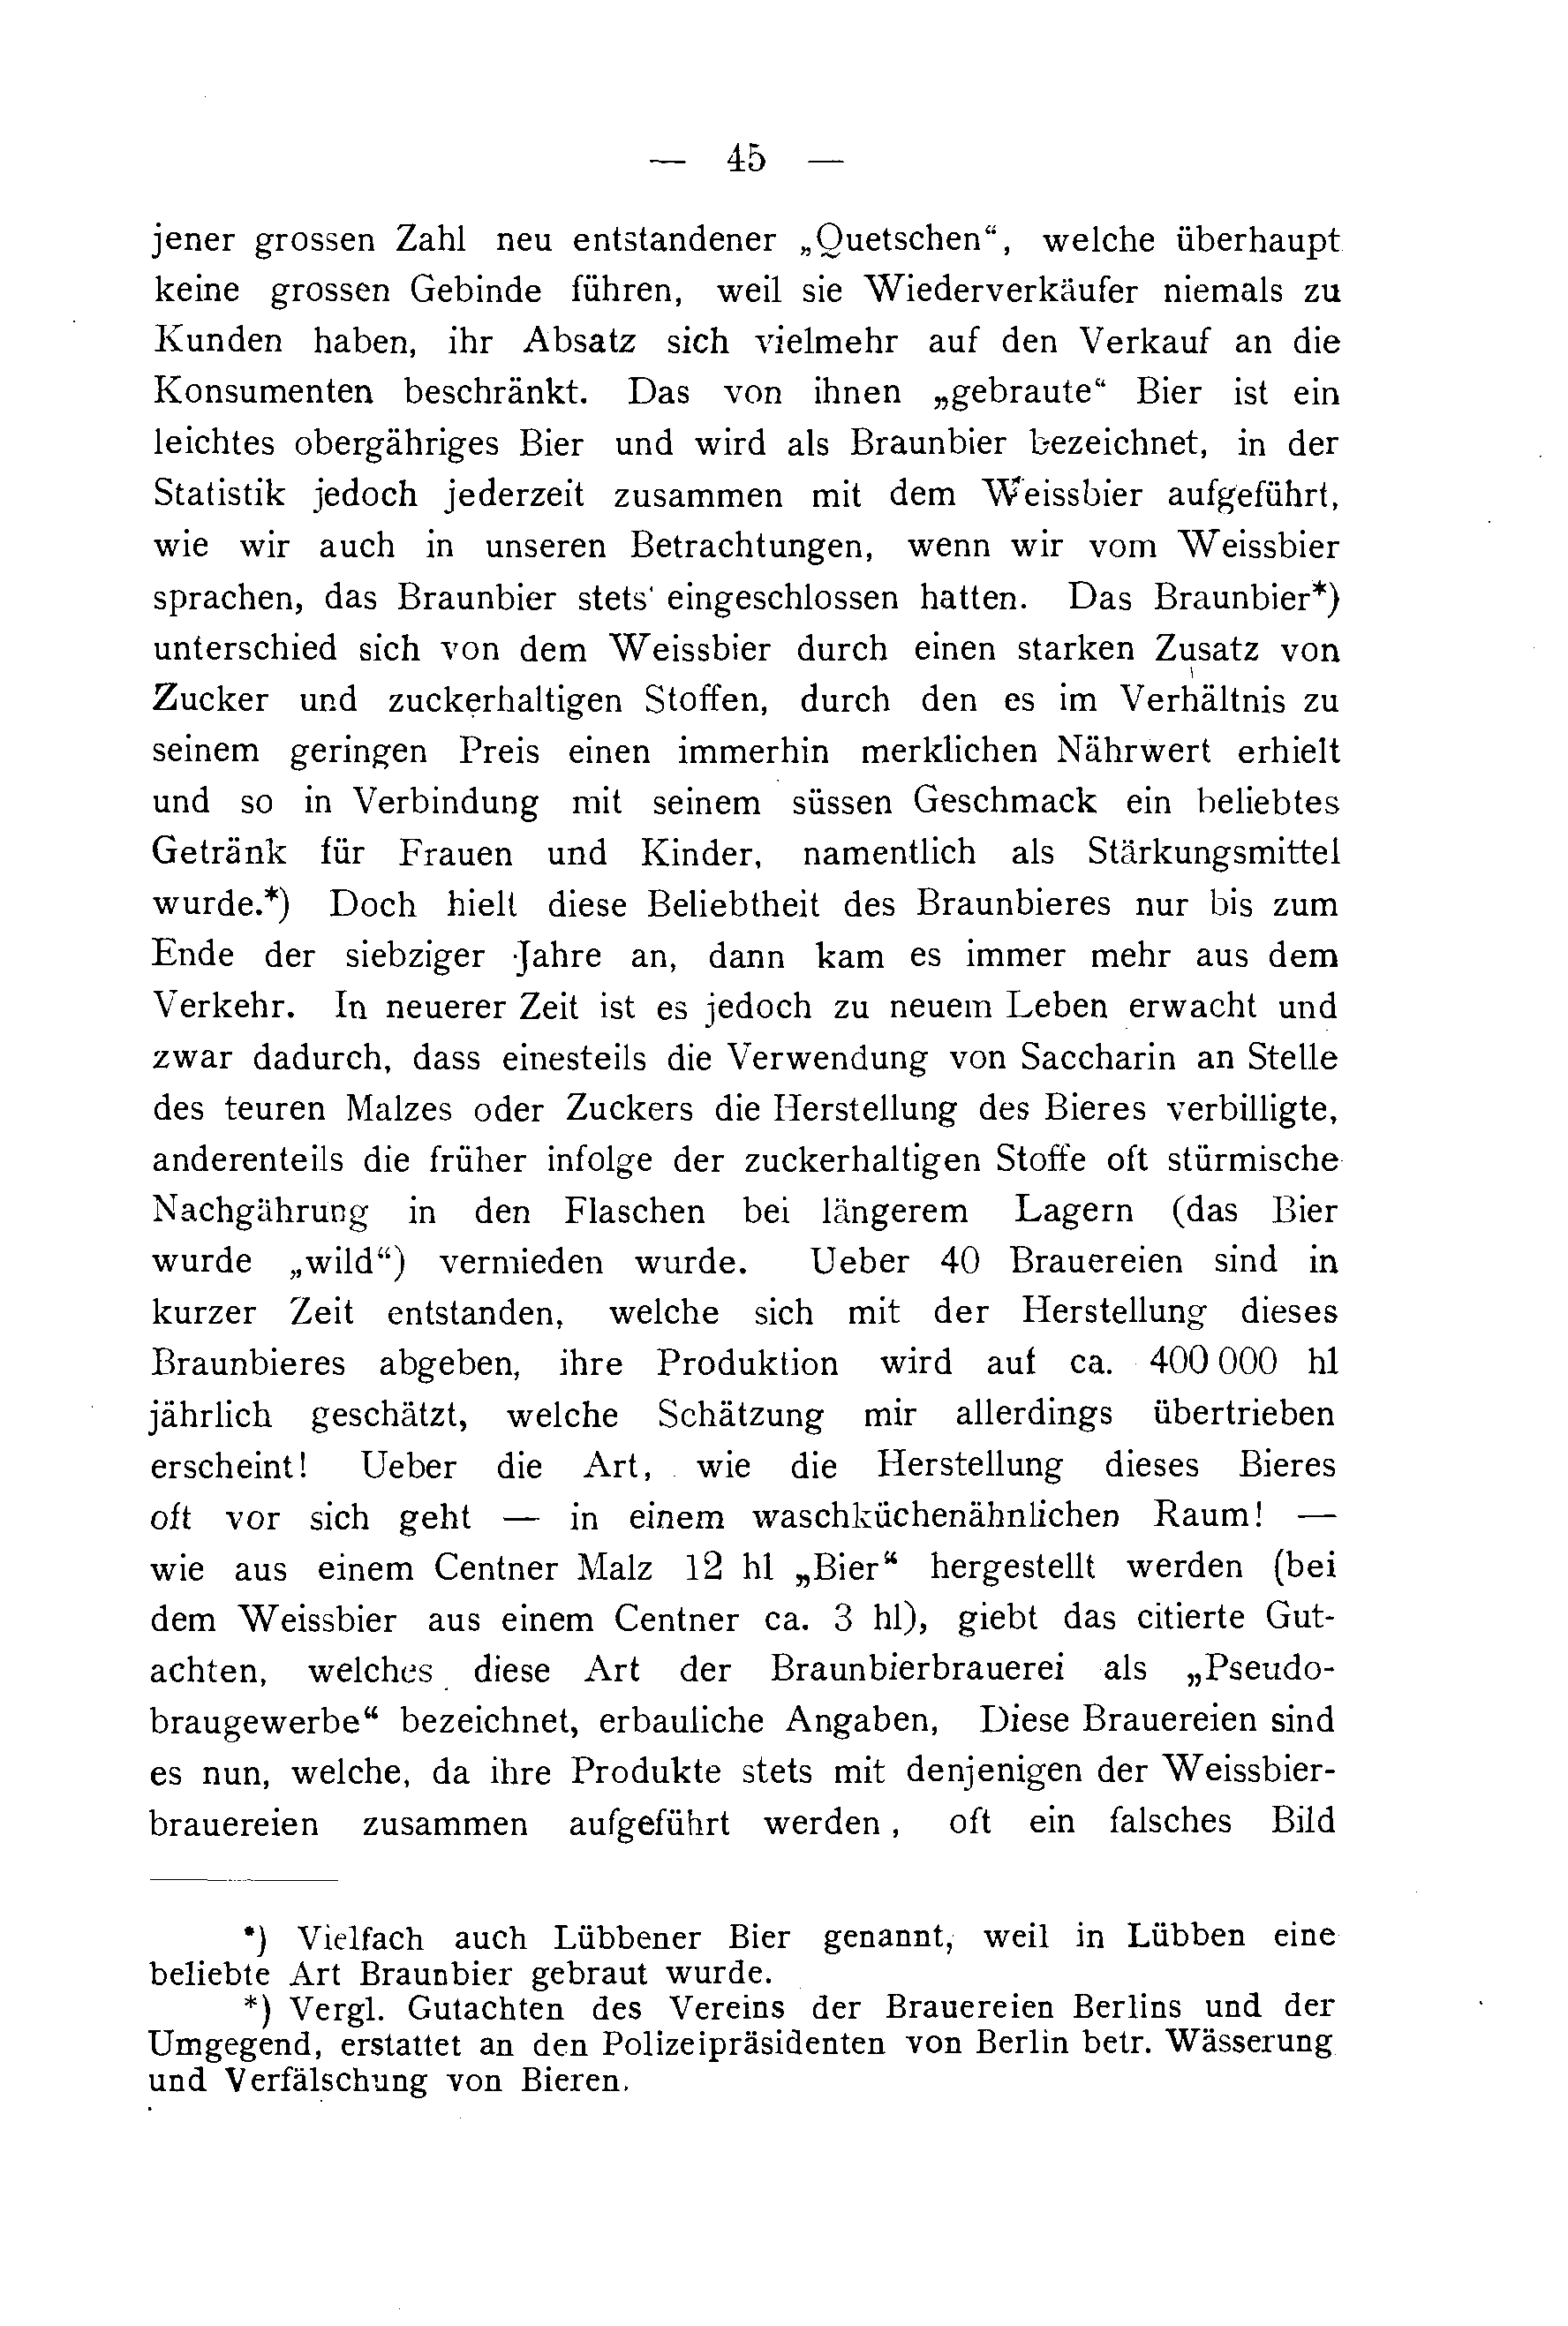 — 45 —
jener grossen Zahl neu entstandener „Quetschen“, welche überhaupt
keine grossen Gebinde führen, weil sie Wiederverkäufer niemals zu
Kunden haben, ihr Absatz sich vielmehr auf den Verkauf an die
Konsumenten beschränkt. Das von ihnen „gebraute“ Bier ist ein
leichtes obergähriges Bier und wird als Braunbier bezeichnet, in der
Statistik jedoch jederzeit zusammen mit dem Weissbier aufgeführt,
wie wir auch in unseren Betrachtungen, wenn wir vom Weissbier
sprachen, das Braunbier stets eingeschlossen hatten. Das Braunbier*)
unterschied sich von dem Weissbier durch einen starken Zusatz von
Zucker und zuckerhaltigen Stoffen, durch den es im Verhältnis zu
seinem geringen Preis einen immerhin merklichen Nährwert erhielt
und so in Verbindung mit seinem süssen Geschmack ein beliebtes
Getränk für Frauen und Kinder, namentlich als Stärkungsmittel
wurde.*) Doch hielt diese Beliebtheit des Braunbieres nur bis zum
Ende der siebziger Jahre an, dann kam es immer mehr aus dem
Verkehr. In neuerer Zeit ist es jedoch zu neuem Leben erwacht und
zwar dadurch, dass einesteils die Verwendung von Saccharin an Stelle
des teuren Malzes oder Zuckers die Herstellung des Bieres verbilligte,
anderenteils die früher infolge der zuckerhaltigen Stoffe oft stürmische
Nachgährung in den Flaschen bei längerem Lagern (das Bier
wurde „wild“) vermieden wurde. Ueber 40 Brauereien sind in
kurzer Zeit entstanden, welche sich mit der Herstellung dieses
Braunbieres abgeben, ihre Produktion wird auf ca. 400 000 hl
jährlich geschätzt, welche Schätzung mir allerdings übertrieben
erscheint! Ueber die Art, wie die Herstellung dieses Bieres
oft vor sich geht — in einem waschküchenähnlichen Raum! —
wie aus einem Centner Malz 12 hl „Bier“ hergestellt werden (bei
dem Weissbier aus einem Centner ca. 3 hl), giebt das citierte Gut-
achten, welches diese Art der Braunbierbrauerei als „Pseudo-
braugewerbe“ bezeichnet, erbauliche Angaben, Diese Brauereien sind
es nun, welche, da ihre Produkte stets mit denjenigen der Weissbier-
brauereien zusammen aufgeführt werden, oft ein falsches Bild
*) Vielfach auch Lübbener Bier genannt, weil in Lübben eine
beliebte Art Braunbier gebraut wurde.
*) Vergl. Gutachten des Vereins der Brauereien Berlins und der
Umgegend, erstattet an den Polizeipräsidenten von Berlin betr. Wässerung
und Verfälschung von Bieren.